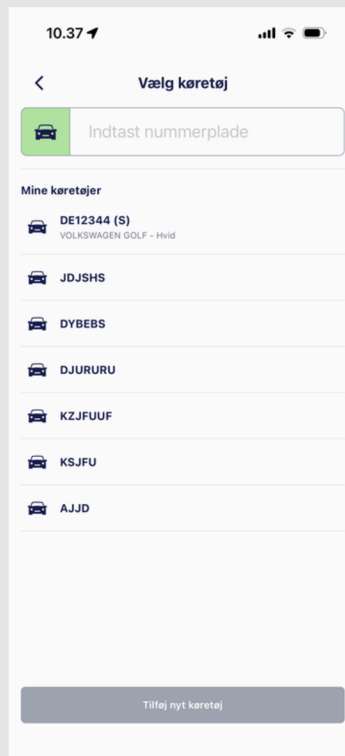 10.37
Vælg køretøj
Indtast nummerplade
Mine køretøjer
DE12344 (S)
VOLKSWAGEN GOLF - Hvid
JDJSHS
DYBEBS
DJURURU
KZJFUUF
KSJFU
AJJD
Tilføj nyt køretøj